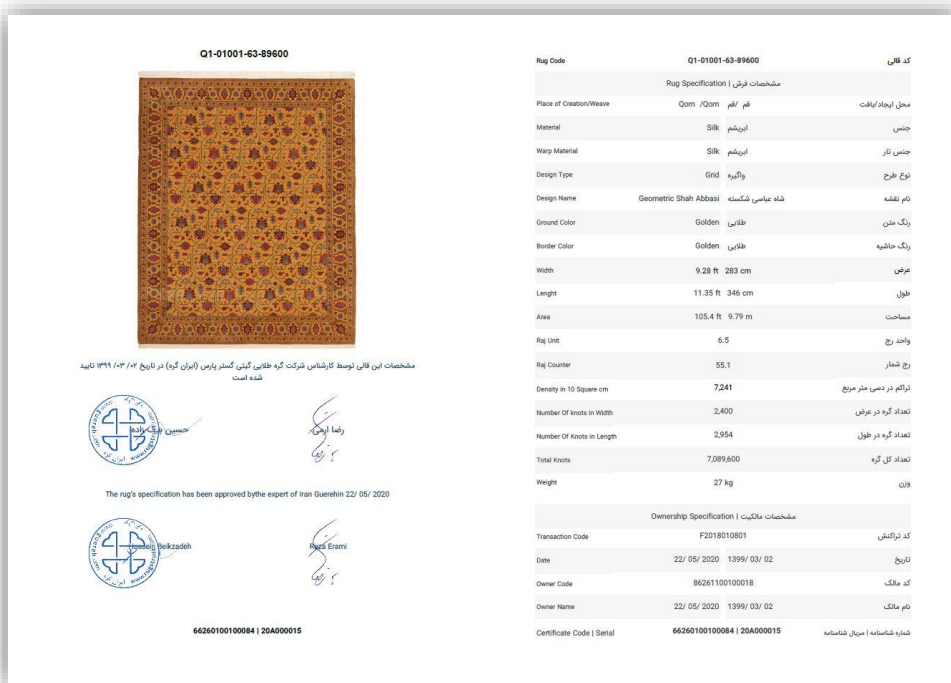 Q1-01001-63-89600
مشخصات این قالی توسط کارشناس شرکت گره طلایی گیتی گستر پارس (ایران گره) در تاریخ ۰۲/ ۰۳/ ۱۳۹۹ تایید
شده است
حسین بیک زاده
رضا ارمی
The rug's specification has been approved bythe expert of Iran Guerehin 22/ 05/ 2020
Hossein Beikzadeh
Reza Erami
66260100100084 | 20A000015
Rug Code Q1-01001-63-89600 کد قالی
Rug Specification | مشخصات فرش
Place of Creation/Weave Qom /Qom قم /قم محل ایجاد/بافت
Material Silk ابریشم جنس
Warp Material Silk ابریشم جنس تار
Design Type Grid واگیره نوع طرح
Design Name Geometric Shah Abbasi شاه عباسی شکسته نام نقشه
Ground Color Golden طلایی رنگ متن
Border Color Golden طلایی رنگ حاشیه
Width 9.28 ft 283 cm عرض
Lenght 11.35 ft 346 cm طول
Area 105.4 ft 9.79 m مساحت
Raj Unit 6.5 واحد رج
Raj Counter 55.1 رج شمار
Density in 10 Square cm 7,241 تراکم در دسی متر مربع
Number Of knots in Width 2,400 تعداد گره در عرض
Number Of Knots in Length 2,954 تعداد گره در طول
Total Knots 7,089,600 تعداد کل گره
Weight 27 kg وزن
Ownership Specification | مشخصات مالکیت
Transaction Code F2018010801 کد تراکنش
Date 22/ 05/ 2020 1399/ 03/ 02 تاریخ
Owner Code 86261100100018 کد مالک
Owner Name 22/ 05/ 2020 1399/ 03/ 02 نام مالک
Certificate Code | Serial 66260100100084 | 20A000015 شماره شناسنامه | سریال شناسنامه